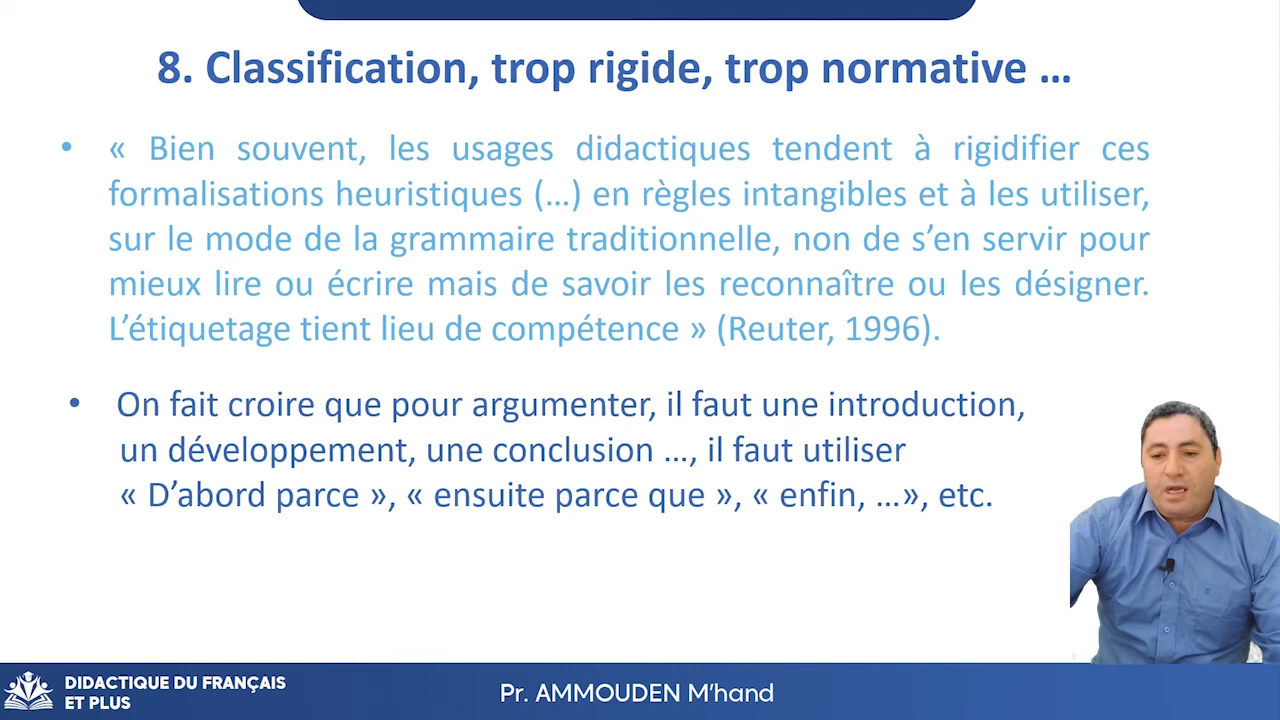 8. Classification, trop rigide, trop normative …
• « Bien souvent, les usages didactiques tendent à rigidifier ces
formalisations heuristiques (…) en règles intangibles et à les utiliser,
sur le mode de la grammaire traditionnelle, non de s’en servir pour
mieux lire ou écrire mais de savoir les reconnaître ou les désigner.
L’étiquetage tient lieu de compétence » (Reuter, 1996).
• On fait croire que pour argumenter, il faut une introduction,
un développement, une conclusion …, il faut utiliser
« D’abord parce », « ensuite parce que », « enfin, …», etc.
DIDACTIQUE DU FRANÇAIS
ET PLUS
Pr. AMMOUDEN M’hand